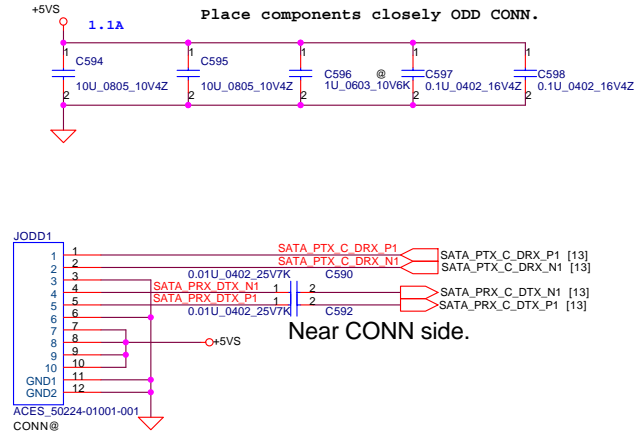 +5VS
Place components closely ODD CONN.
1.1A
1 1 1 1 1
C594 C595 C596 @ C597 C598
10U_0805_10V4Z 10U_0805_10V4Z 1U_0603_10V6K 0.1U_0402_16V4Z 0.1U_0402_16V4Z
2 2 2 2 2
JODD1
1 1 SATA_PTX_C_DRX_P1 SATA_PTX_C_DRX_P1 [13]
2 2 SATA_PTX_C_DRX_N1 SATA_PTX_C_DRX_N1 [13]
3 3 0.01U_0402_25V7K C590
4 4 SATA_PRX_DTX_N1 1 2 SATA_PRX_C_DTX_N1 [13]
5 5 SATA_PRX_DTX_P1 1 2 SATA_PRX_C_DTX_P1 [13]
6 6 0.01U_0402_25V7K C592
7 7 Near CONN side.
8 8 +5VS
9 9
10 10
GND1 11
GND2 12
ACES_50224-01001-001
CONN@